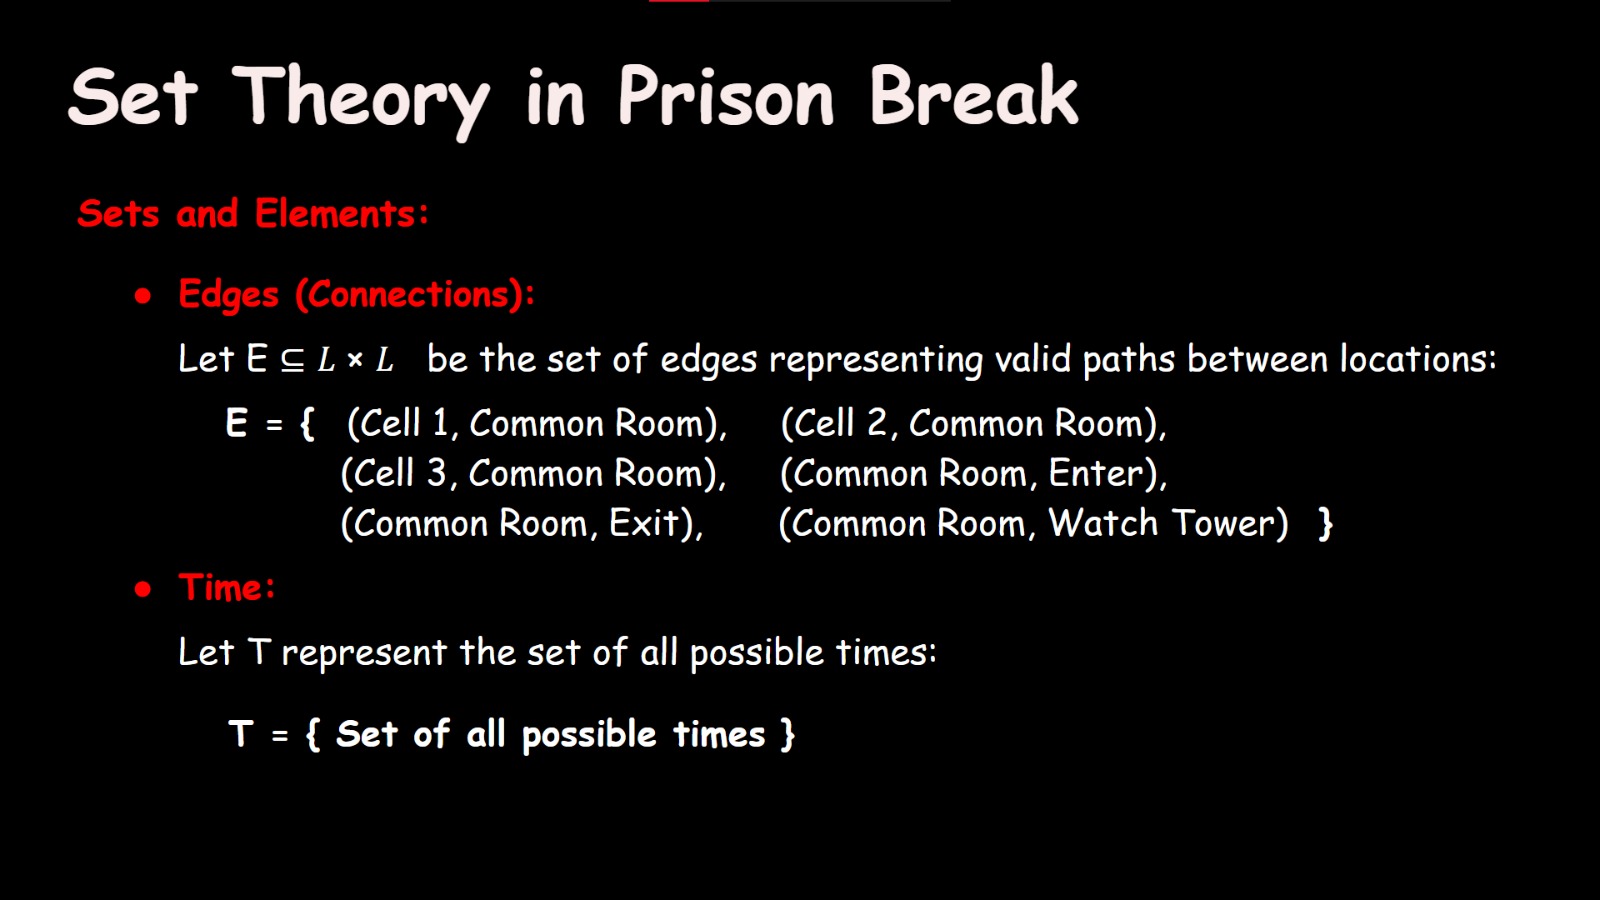 Set Theory in Prison Break
Sets and Elements:
● Edges (Connections):
Let E ⊆ L × L be the set of edges representing valid paths between locations:
E = { (Cell 1, Common Room), (Cell 2, Common Room),
(Cell 3, Common Room), (Common Room, Enter),
(Common Room, Exit), (Common Room, Watch Tower) }
● Time:
Let T represent the set of all possible times:
T = { Set of all possible times }